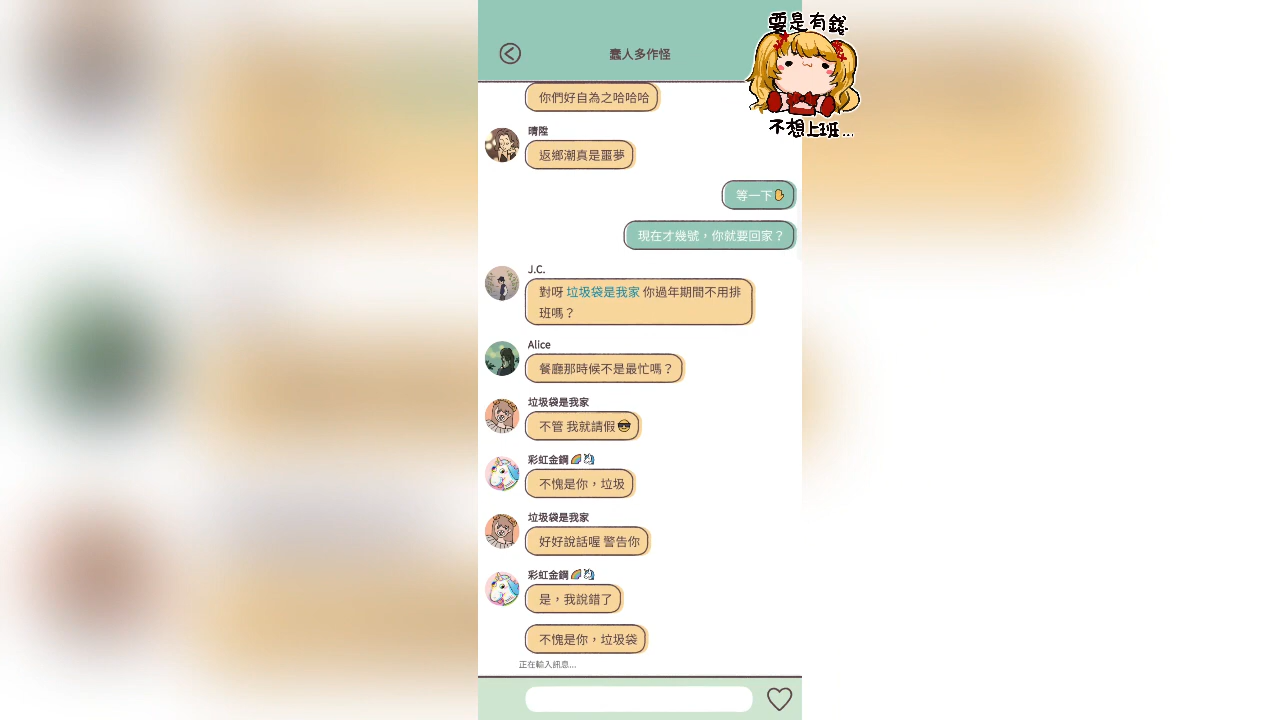 要是有錢
不想上班...
蠢人多作怪
你們好自為之哈哈哈
晴陞
返鄉潮真是噩夢
等一下✋
現在才幾號，你就要回家？
J.C.
對呀 垃圾袋是我家 你過年期間不用排
班嗎？
Alice
餐廳那時候不是最忙嗎？
垃圾袋是我家
不管 我就請假😎
彩虹金鋼🌈🦄
不愧是你，垃圾
垃圾袋是我家
好好說話喔 警告你
彩虹金鋼🌈🦄
是，我說錯了
不愧是你，垃圾袋
正在輸入訊息...